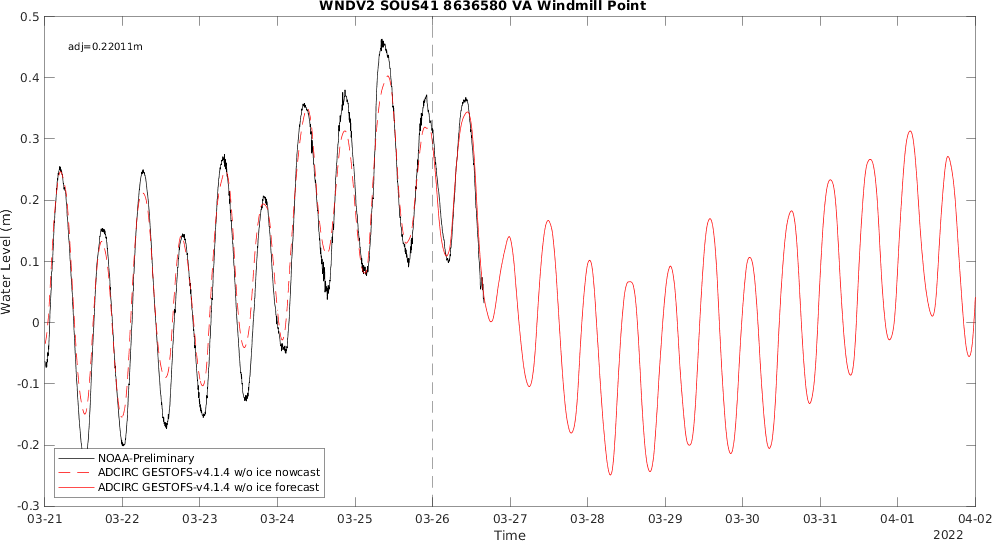 WNDV2 SOUS41 8636580 VA Windmill Point
adj=0.22011m
Water Level (m)
0.5
0.4
0.3
0.2
0.1
0
-0.1
-0.2
-0.3
NOAA-Preliminary
ADCIRC GESTOFS-v4.1.4 w/o ice nowcast
ADCIRC GESTOFS-v4.1.4 w/o ice forecast
03-21 03-22 03-23 03-24 03-25 03-26 03-27 03-28 03-29 03-30 03-31 04-01 04-02
Time
2022